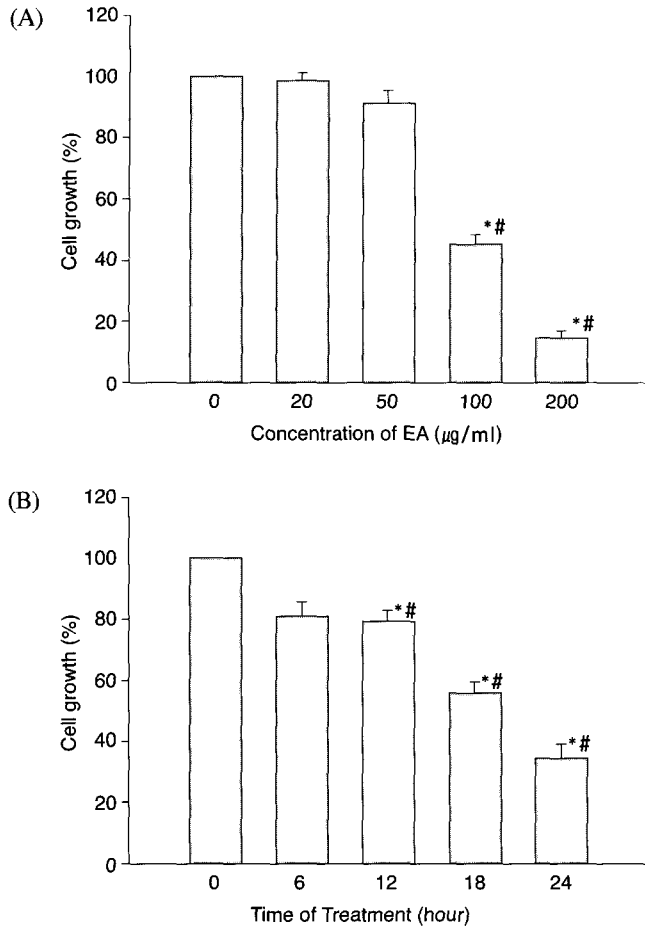 (A)
120
100
80
60
40
20
0
Cell growth (%)
*#
*#
0 20 50 100 200
Concentration of EA (μg/ml)
(B)
120
100
80
60
40
20
0
Cell growth (%)
*#
*#
*#
0 6 12 18 24
Time of Treatment (hour)